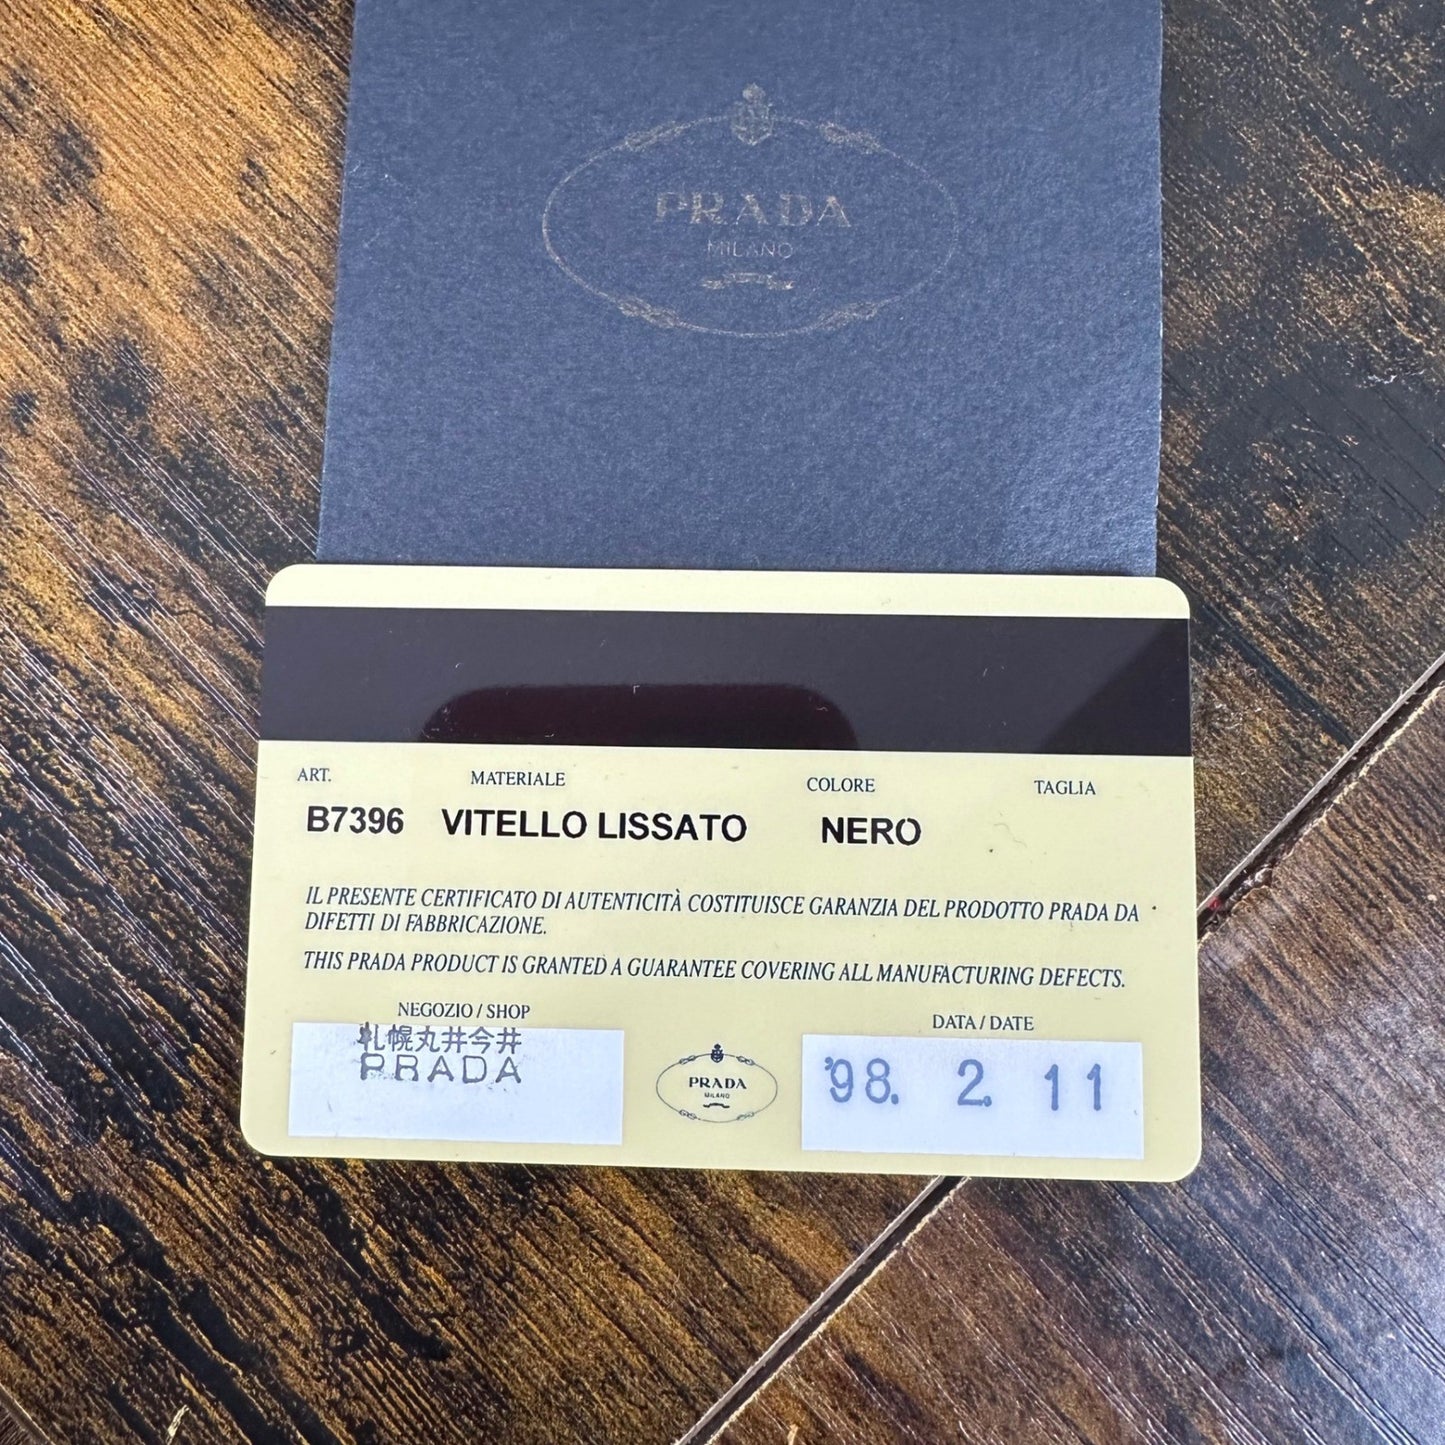 PRADA
MILANO
ART. MATERIALE COLORE TAGLIA
B7396 VITELLO LISSATO NERO
IL PRESENTE CERTIFICATO DI AUTENTICITÀ COSTITUISCE GARANZIA DEL PRODOTTO PRADA DA
DIFETTI DI FABBRICAZIONE.
THIS PRADA PRODUCT IS GRANTED A GUARANTEE COVERING ALL MANUFACTURING DEFECTS.
NEGOZIO / SHOP
札幌丸井今井
PRADA
PRADA
MILANO
DATA / DATE
'98. 2. 11